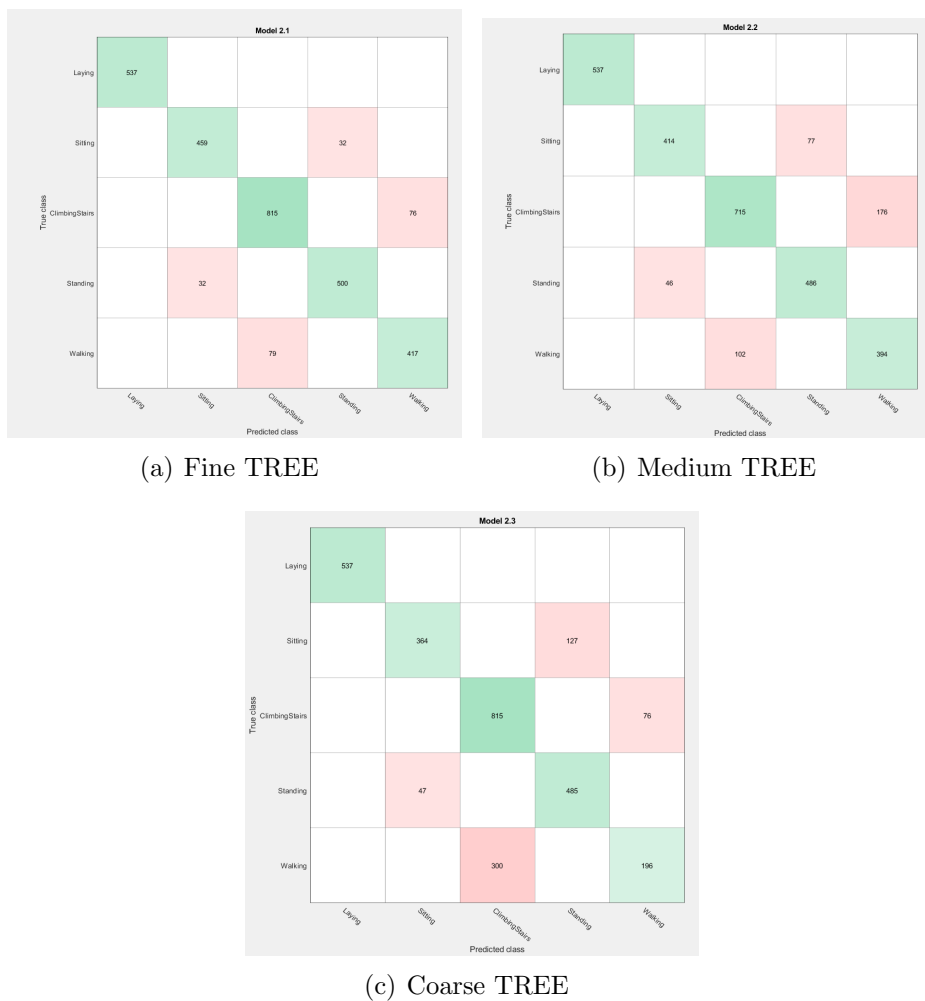 Model 2.1
True class
Laying 537
Sitting 459 32
ClimbingStairs 815 76
Standing 32 500
Walking 79 417
Laying Sitting ClimbingStairs Standing Walking
Predicted class
(a) Fine TREE
Model 2.2
True class
Laying 537
Sitting 414 77
ClimbingStairs 715 176
Standing 46 486
Walking 102 394
Laying Sitting ClimbingStairs Standing Walking
Predicted class
(b) Medium TREE
Model 2.3
True class
Laying 537
Sitting 364 127
ClimbingStairs 815 76
Standing 47 485
Walking 300 196
Laying Sitting ClimbingStairs Standing Walking
Predicted class
(c) Coarse TREE